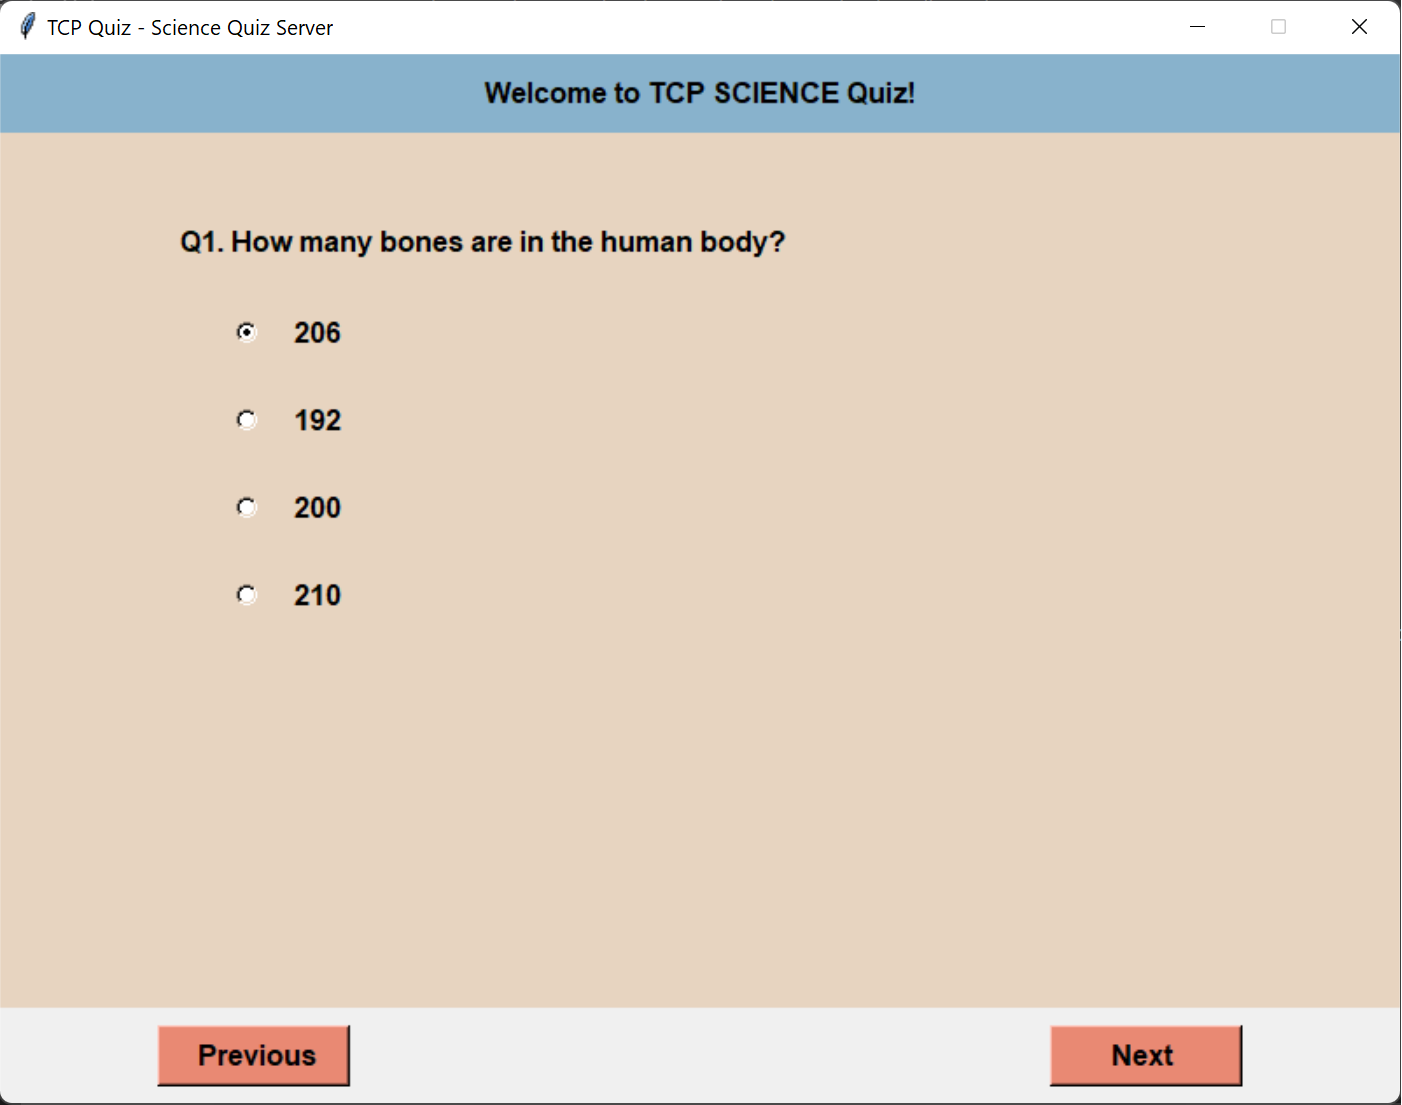 TCP Quiz - Science Quiz Server
Welcome to TCP SCIENCE Quiz!
Q1. How many bones are in the human body?
206
192
200
210
Previous
Next